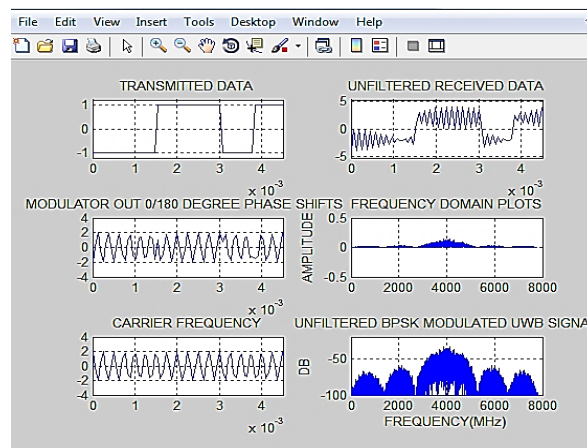 File Edit View Insert Tools Desktop Window Help
TRANSMITTED DATA
1
0
-1
0 1 2 3 4
x 10⁻³
UNFILTERED RECEIVED DATA
5
0
-5
0 1 2 3 4
x 10⁻³
MODULATOR OUT 0/180 DEGREE PHASE SHIFTS
4
2
0
-2
-4
0 1 2 3 4
x 10⁻³
FREQUENCY DOMAIN PLOTS
AMPLITUDE
0.5
0
-0.5
0 2000 4000 6000 8000
CARRIER FREQUENCY
4
2
0
-2
-4
0 1 2 3 4
x 10⁻³
UNFILTERED BPSK MODULATED UWB SIGNA
DB
-50
-100
0 2000 4000 6000 8000
FREQUENCY(MHz)